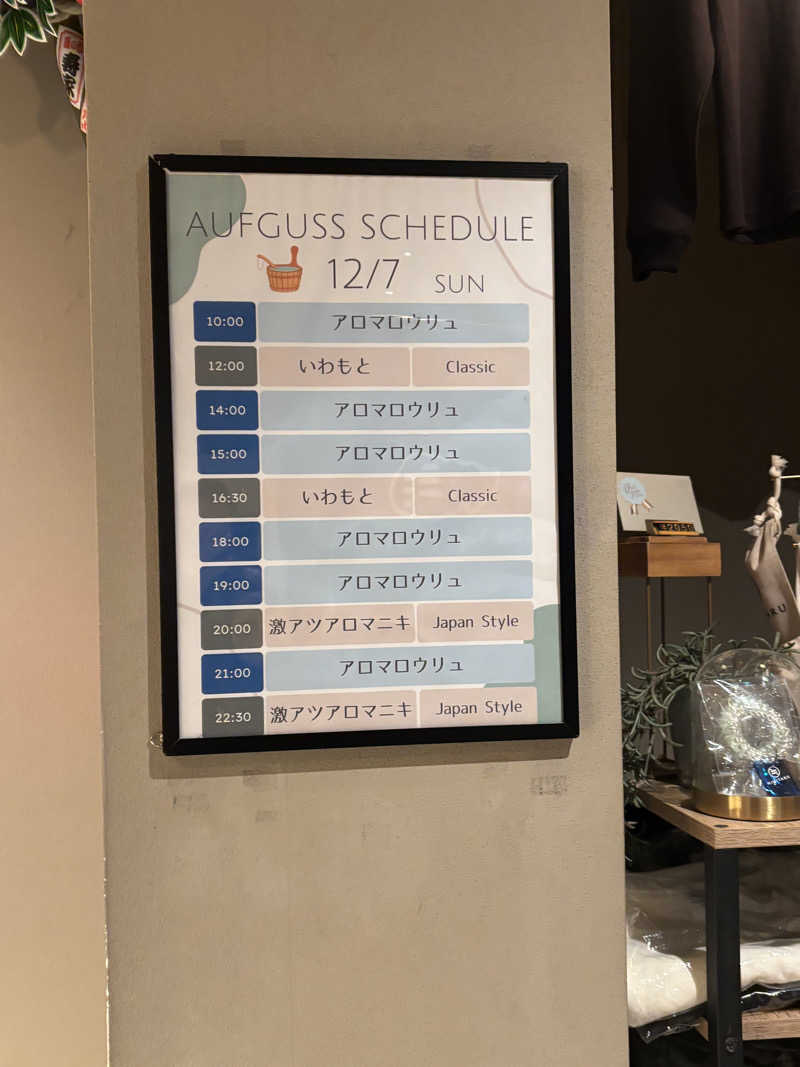 AUFGUSS SCHEDULE
12/7 SUN
10:00 アロマロウリュ
12:00 いわもと Classic
14:00 アロマロウリュ
15:00 アロマロウリュ
16:30 いわもと Classic
18:00 アロマロウリュ
19:00 アロマロウリュ
20:00 激アツアロマニキ Japan Style
21:00 アロマロウリュ
22:30 激アツアロマニキ Japan Style